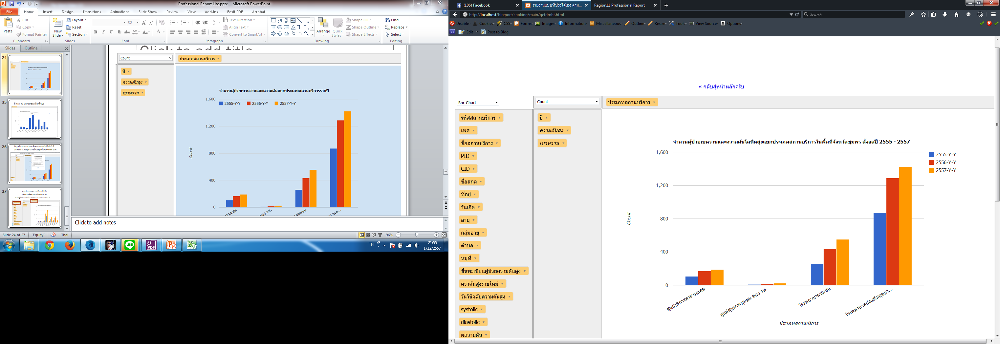 Professional Report Lite.pptx - Microsoft PowerPoint
File Home Insert Design Transitions Animations Slide Show Review View Add-Ins Foxit PDF Acrobat
Paste
Cut
Copy
Format Painter
Clipboard
New Slide
Layout
Reset
Section
Slides
32
Font
Text Direction
Align Text
Convert to SmartArt
Paragraph
Arrange
Quick Styles
Shape Fill
Shape Outline
Shape Effects
Drawing
Find
Replace
Select
Editing
Slides Outline
24
25
มี Tool Tip แสดงรายละเอียดข้อมูล
26
27
Click to add title
Count
ประเภทสถานบริการ
ปี
ความดันสูง
เบาหวาน
จำนวนผู้ป่วยเบาหวานและความดันแยกประเภทสถานบริการรายปี
2555-Y-Y 2556-Y-Y 2557-Y-Y
1,600
1,200
800
400
0
Count
Click to add notes
Slide 24 of 27 "Equity" Thai 96%
TH 21:55
1/12/2557
(106) Facebook
รายงานแบบที่ปรุงได้เอง ตาม...
Region11 Professional Report
http://localhost/bireport/cooking/main/getdmht.html
Search
Disable Cookies CSS Forms Images Information Miscellaneous Outline Resize Tools View Source Options
Edit Post to Blog
« กลับสู่หน้าหลักครับ
Bar Chart
Count
ประเภทสถานบริการ
รหัสสถานบริการ
เพศ
ชื่อสถานบริการ
PID
CID
ชื่อสกุล
ที่อยู่
วันเกิด
อายุ
กลุ่มอายุ
ตำบล
หมู่ที่
ขึ้นทะเบียนผู้ป่วยความดันสูง
ควาดันสูงรายใหม่
วันวินิจฉัยความดันสูง
systolic
diastolic
ผลวามดัน
ปี
ความดันสุง
เบาหวาน
จำนวนผู้ป่วยเบหวานและความดันโลหิตสูงแยกประเภทสถานบริการในพื้นที่จังหวัดชุมพร ตั้งแต่ปี 2555 - 2557
2555-Y-Y
2556-Y-Y
2557-Y-Y
1,600
1,200
800
400
0
Count
ศูนย์บริการสาธารณสุข
ศูนย์สุขภาพชุมชน ของ รพ.
โรงพยาบาลชุมชน
โรงพยาบาลส่งเสริมสุขภา...
ประเภทสถานบริการ